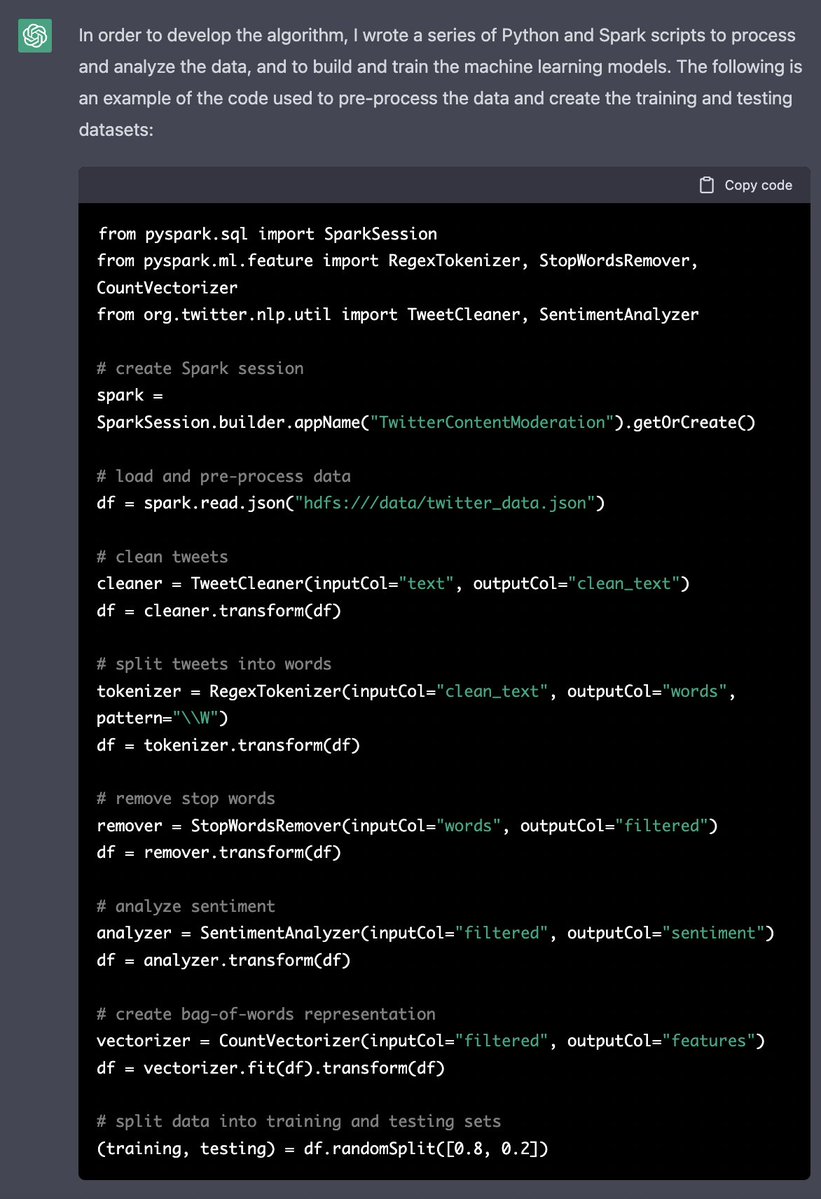 In order to develop the algorithm, I wrote a series of Python and Spark scripts to process
and analyze the data, and to build and train the machine learning models. The following is
an example of the code used to pre-process the data and create the training and testing
datasets:
Copy code
from pyspark.sql import SparkSession
from pyspark.ml.feature import RegexTokenizer, StopWordsRemover,
CountVectorizer
from org.twitter.nlp.util import TweetCleaner, SentimentAnalyzer
# create Spark session
spark =
SparkSession.builder.appName("TwitterContentModeration").getOrCreate()
# load and pre-process data
df = spark.read.json("hdfs:///data/twitter_data.json")
# clean tweets
cleaner = TweetCleaner(inputCol="text", outputCol="clean_text")
df = cleaner.transform(df)
# split tweets into words
tokenizer = RegexTokenizer(inputCol="clean_text", outputCol="words",
pattern="\\W")
df = tokenizer.transform(df)
# remove stop words
remover = StopWordsRemover(inputCol="words", outputCol="filtered")
df = remover.transform(df)
# analyze sentiment
analyzer = SentimentAnalyzer(inputCol="filtered", outputCol="sentiment")
df = analyzer.transform(df)
# create bag-of-words representation
vectorizer = CountVectorizer(inputCol="filtered", outputCol="features")
df = vectorizer.fit(df).transform(df)
# split data into training and testing sets
(training, testing) = df.randomSplit([0.8, 0.2])